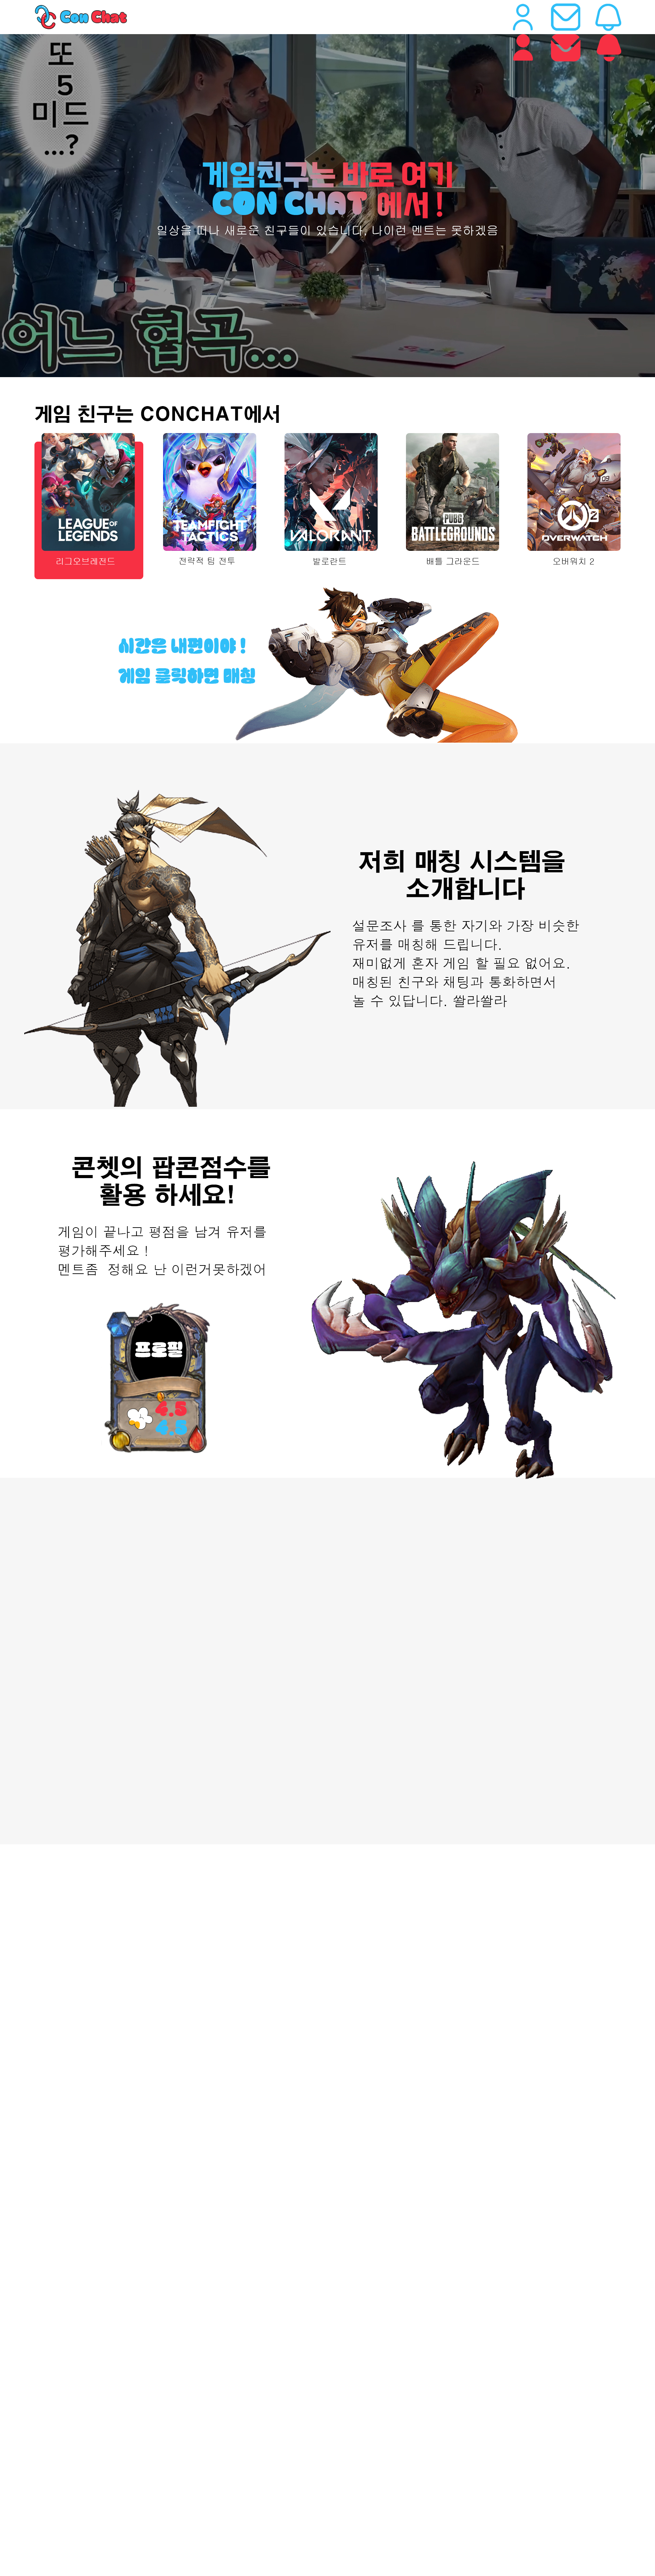 Con Chat
또
5
미드
...?
게임친구는 바로 여기
CON CHAT 에서 !
일상을 떠나 새로운 친구들이 있습니다, 나이런 멘트는 못하겠음
어느 협곡...
게임 친구는 CONCHAT에서
LEAGUE OF
LEGENDS
TEAMFIGHT
TACTICS
VALORANT
PUBG
BATTLEGROUNDS
2
OVERWATCH
리그오브레전드
전략적 팀 전투
발로란트
배틀 그라운드
오버워치 2
시간은 내편이야 !
게임 클릭하면 매칭
저희 매칭 시스템을
소개합니다
설문조사 를 통한 자기와 가장 비슷한
유저를 매칭해 드립니다.
재미없게 혼자 게임 할 필요 없어요.
매칭된 친구와 채팅과 통화하면서
놀 수 있답니다. 쏼라쏼라
콘쳇의 팝콘점수를
활용 하세요!
게임이 끝나고 평점을 남겨 유저를
평가해주세요 !
멘트좀 정해요 난 이런거못하겠어
프로필
4.5
4.5